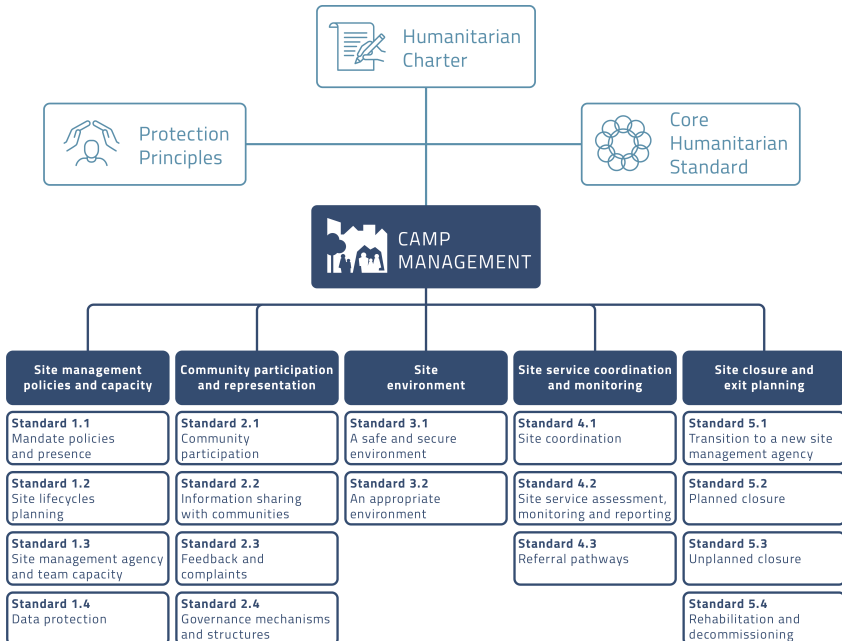 Humanitarian
Charter
Protection
Principles
Core
Humanitarian
Standard
CAMP
MANAGEMENT
Site management
policies and capacity
Standard 1.1
Mandate policies
and presence
Standard 1.2
Site lifecycles
planning
Standard 1.3
Site management agency
and team capacity
Standard 1.4
Data protection
Community participation
and representation
Standard 2.1
Community
participation
Standard 2.2
Information sharing
with communities
Standard 2.3
Feedback and
complaints
Standard 2.4
Governance mechanisms
and structures
Site
environment
Standard 3.1
A safe and secure
environment
Standard 3.2
An appropriate
environment
Site service coordination
and monitoring
Standard 4.1
Site coordination
Standard 4.2
Site service assessment,
monitoring and reporting
Standard 4.3
Referral pathways
Site closure and
exit planning
Standard 5.1
Transition to a new site
management agency
Standard 5.2
Planned closure
Standard 5.3
Unplanned closure
Standard 5.4
Rehabilitation and
decommissioning